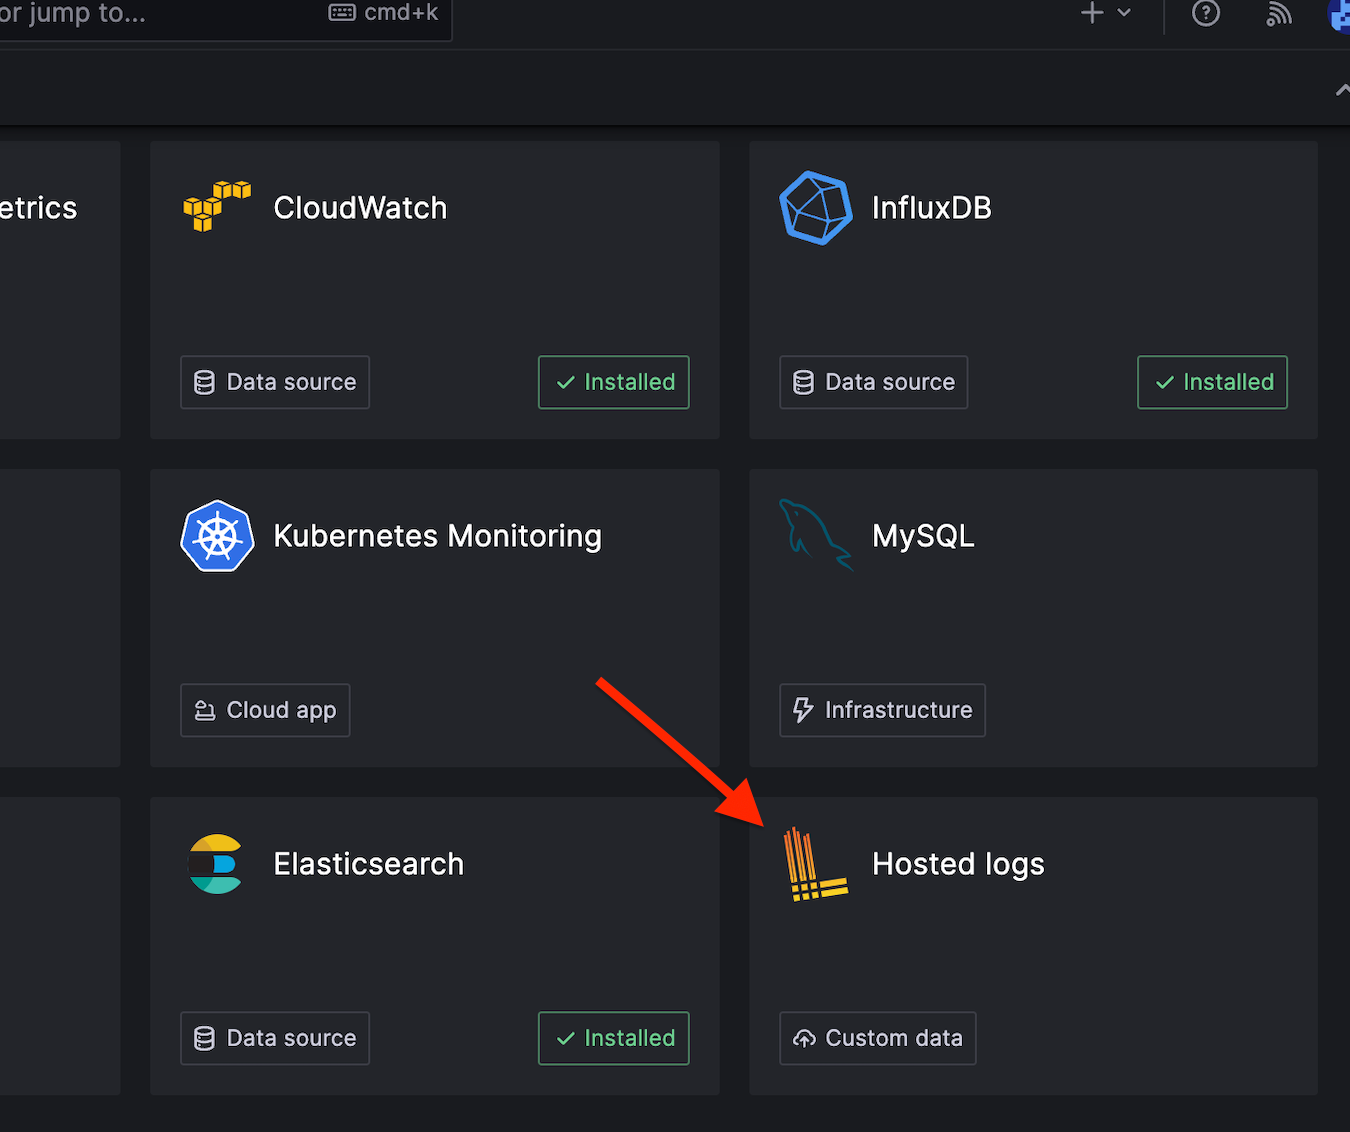 or jump to...
cmd+k
etrics
CloudWatch
InfluxDB
Data source
Installed
Data source
Installed
Kubernetes Monitoring
MySQL
Cloud app
Infrastructure
Elasticsearch
Hosted logs
Data source
Installed
Custom data